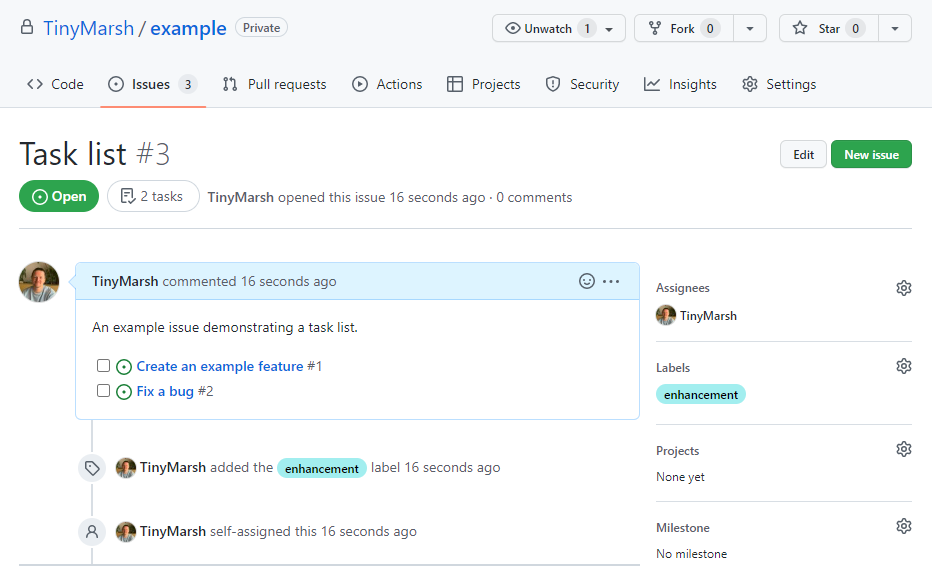 TinyMarsh / example Private
Unwatch 1 Fork 0 Star 0
Code Issues 3 Pull requests Actions Projects Security Insights Settings
Task list #3
Edit New issue
Open 2 tasks TinyMarsh opened this issue 16 seconds ago · 0 comments
TinyMarsh commented 16 seconds ago
An example issue demonstrating a task list.
Create an example feature #1
Fix a bug #2
TinyMarsh added the enhancement label 16 seconds ago
TinyMarsh self-assigned this 16 seconds ago
Assignees
TinyMarsh
Labels
enhancement
Projects
None yet
Milestone
No milestone